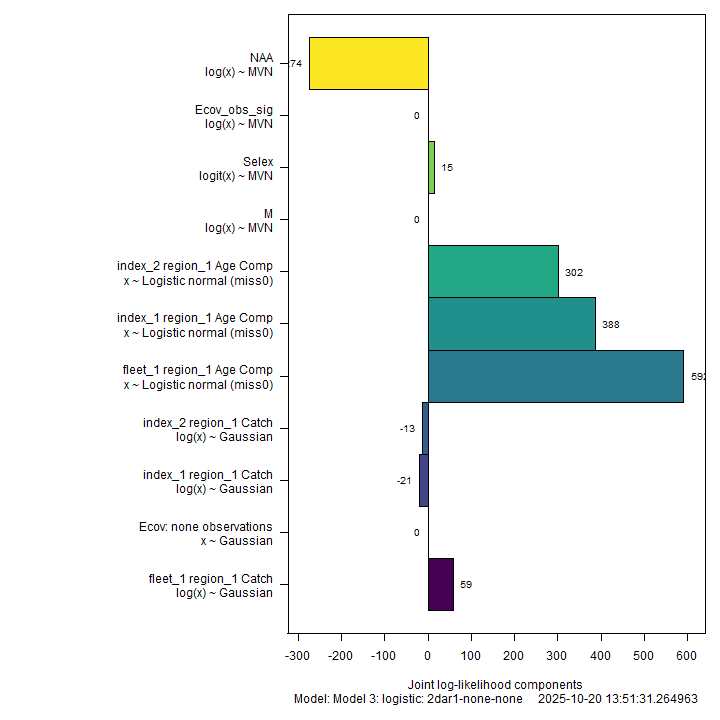 NAA
log(x) ~ MVN
74
Ecov_obs_sig
log(x) ~ MVN
0
Selex
logit(x) ~ MVN
15
M
log(x) ~ MVN
0
index_2 region_1 Age Comp
x ~ Logistic normal (miss0)
302
index_1 region_1 Age Comp
x ~ Logistic normal (miss0)
388
fleet_1 region_1 Age Comp
x ~ Logistic normal (miss0)
592
index_2 region_1 Catch
log(x) ~ Gaussian
-13
index_1 region_1 Catch
log(x) ~ Gaussian
-21
Ecov: none observations
x ~ Gaussian
0
fleet_1 region_1 Catch
log(x) ~ Gaussian
59
-300 -200 -100 0 100 200 300 400 500 600
Joint log-likelihood components
Model: Model 3: logistic: 2dar1-none-none 2025-10-20 13:51:31.264963